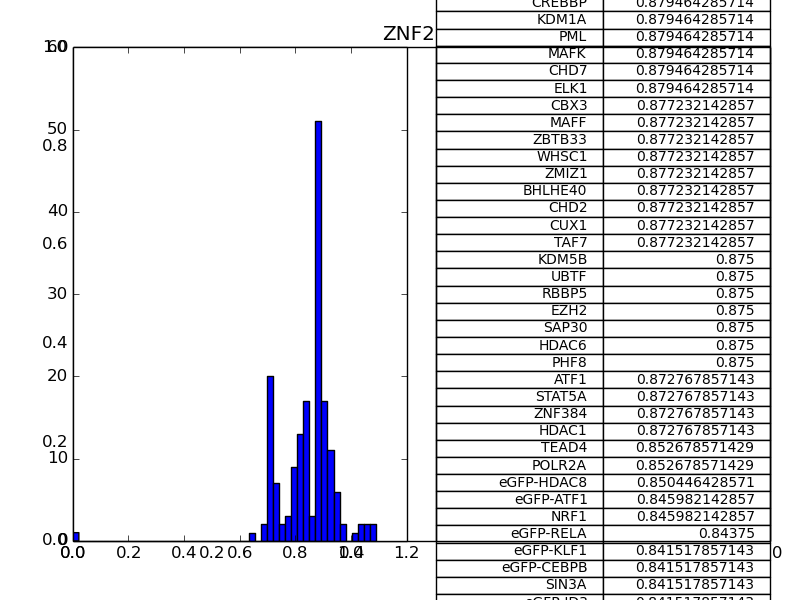 CREBBP 0.879464285714
KDM1A 0.879464285714
ZNF2
PML 0.879464285714
60
MAFK 0.879464285714
CHD7 0.879464285714
ELK1 0.879464285714
CBX3 0.877232142857
MAFF 0.877232142857
50
ZBTB33 0.877232142857
0.8
WHSC1 0.877232142857
ZMIZ1 0.877232142857
BHLHE40 0.877232142857
40
CHD2 0.877232142857
CUX1 0.877232142857
0.6
TAF7 0.877232142857
KDM5B 0.875
UBTF 0.875
30
RBBP5 0.875
EZH2 0.875
SAP30 0.875
0.4
HDAC6 0.875
PHF8 0.875
20
ATF1 0.872767857143
STAT5A 0.872767857143
ZNF384 0.872767857143
HDAC1 0.872767857143
0.2
TEAD4 0.852678571429
10
POLR2A 0.852678571429
eGFP-HDAC8 0.850446428571
eGFP-ATF1 0.845982142857
NRF1 0.845982142857
eGFP-RELA 0.84375
0.0
0.0 0.2 0.4 0.2 0.6 0.8 1.2
eGFP-KLF1 0.841517857143
eGFP-CEBPB 0.841517857143
SIN3A 0.841517857143